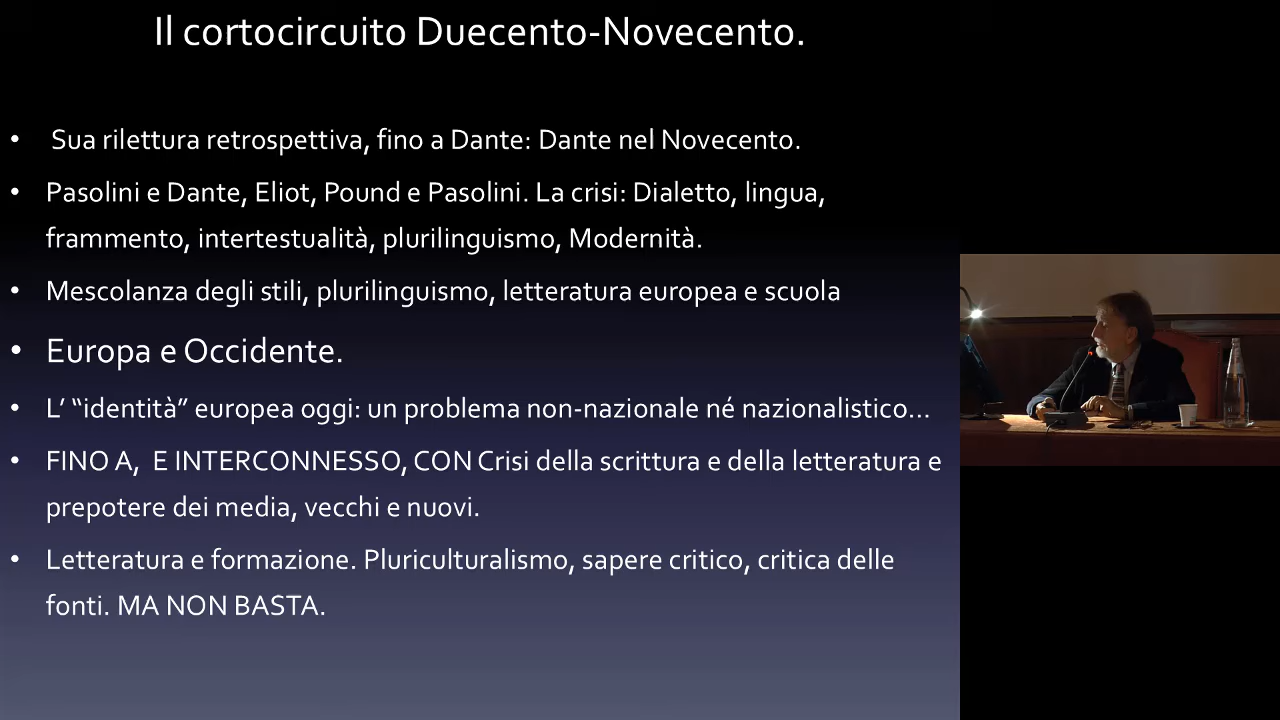 Il cortocircuito Duecento-Novecento.
• Sua rilettura retrospettiva, fino a Dante: Dante nel Novecento.
• Pasolini e Dante, Eliot, Pound e Pasolini. La crisi: Dialetto, lingua,
frammento, intertestualità, plurilinguismo, Modernità.
• Mescolanza degli stili, plurilinguismo, letteratura europea e scuola
• Europa e Occidente.
• L’ “identità” europea oggi: un problema non-nazionale né nazionalistico...
• FINO A, E INTERCONNESSO, CON Crisi della scrittura e della letteratura e
prepotere dei media, vecchi e nuovi.
• Letteratura e formazione. Pluriculturalismo, sapere critico, critica delle
fonti. MA NON BASTA.